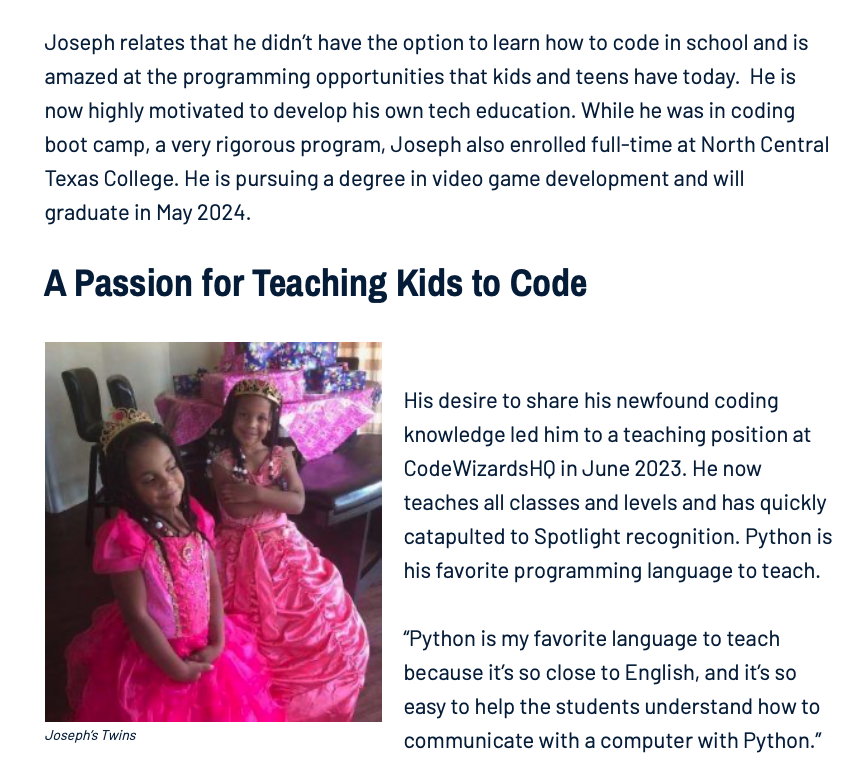 Joseph relates that he didn’t have the option to learn how to code in school and is
amazed at the programming opportunities that kids and teens have today.  He is
now highly motivated to develop his own tech education. While he was in coding
boot camp, a very rigorous program, Joseph also enrolled full-time at North Central
Texas College. He is pursuing a degree in video game development and will
graduate in May 2024.
A Passion for Teaching Kids to Code
His desire to share his newfound coding
knowledge led him to a teaching position at
CodeWizardsHQ in June 2023. He now
teaches all classes and levels and has quickly
catapulted to Spotlight recognition. Python is
his favorite programming language to teach.
“Python is my favorite language to teach
because it’s so close to English, and it’s so
easy to help the students understand how to
communicate with a computer with Python.”
Joseph’s Twins